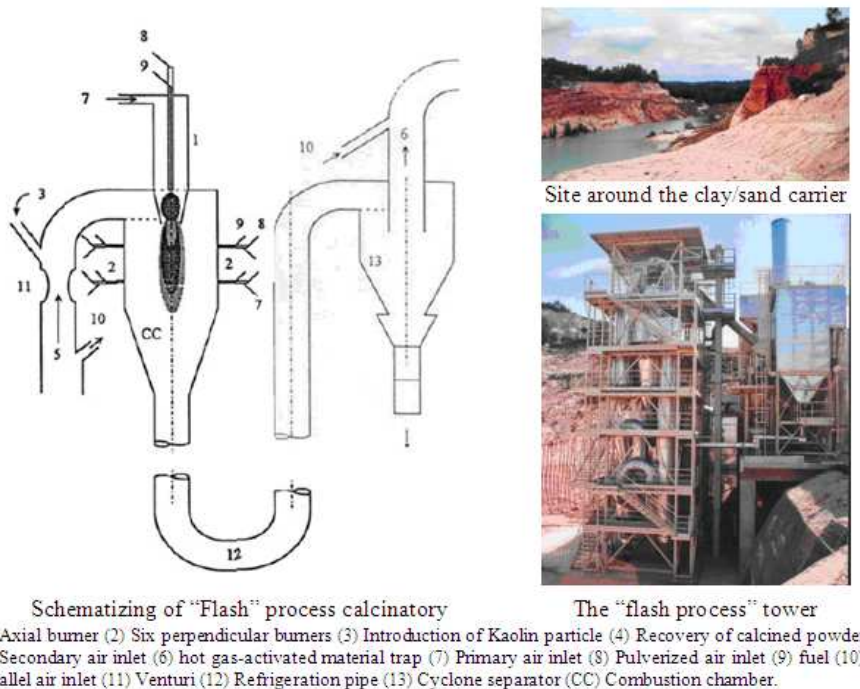 8
9
7
1
10
6
3
9
8
2
2
13
11
7
10
CC
5
12
Site around the clay/sand carrier
Schematizing of “Flash” process calcinatory
The “flash process” tower
Axial burner (2) Six perpendicular burners (3) Introduction of Kaolin particle (4) Recovery of calcined powder
Secondary air inlet (6) hot gas-activated material trap (7) Primary air inlet (8) Pulverized air inlet (9) fuel (10)
allel air inlet (11) Venturi (12) Refrigeration pipe (13) Cyclone separator (CC) Combustion chamber.